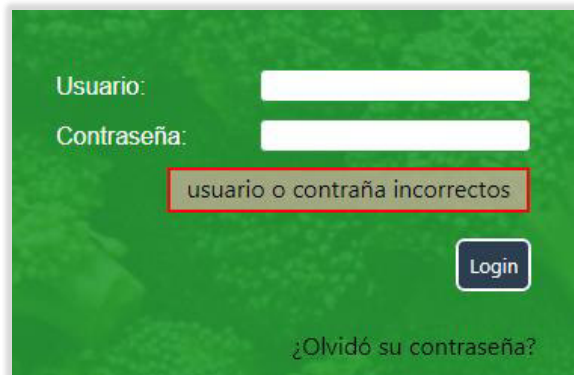 Usuario:
Contraseña:
usuario o contraña incorrectos
Login
¿Olvidó su contraseña?